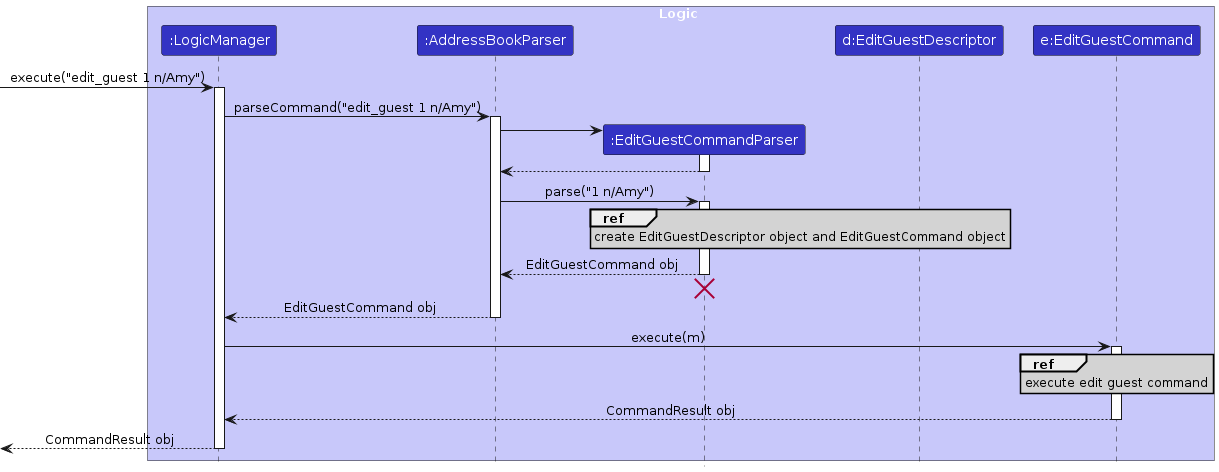 Logic
:LogicManager
:AddressBookParser
d:EditGuestDescriptor
e:EditGuestCommand
execute("edit_guest 1 n/Amy")
parseCommand("edit_guest 1 n/Amy")
:EditGuestCommandParser
parse("1 n/Amy")
ref
create EditGuestDescriptor object and EditGuestCommand object
EditGuestCommand obj
EditGuestCommand obj
execute(m)
ref
execute edit guest command
CommandResult obj
CommandResult obj